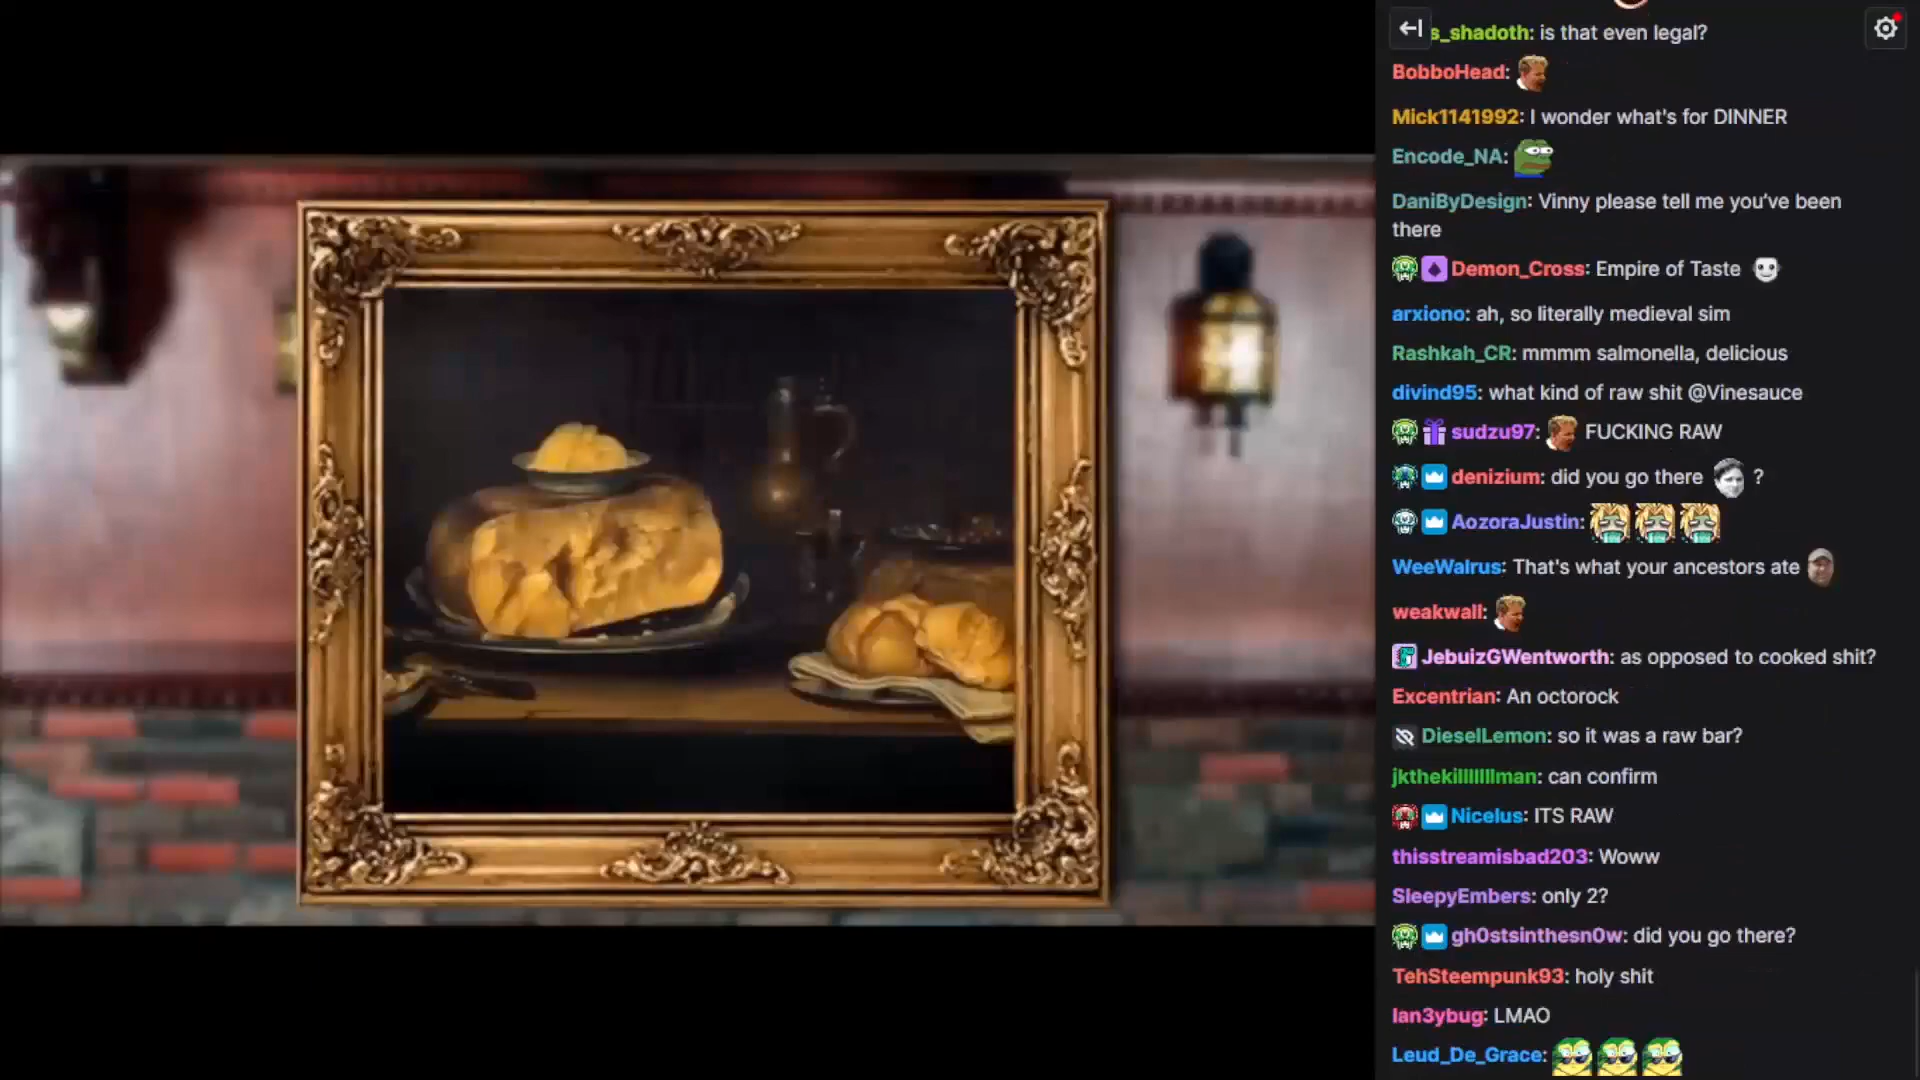 s_shadoth: is that even legal?
BobboHead:
Mick1141992: I wonder what's for DINNER
Encode_NA:
DaniByDesign: Vinny please tell me you've been
there
Demon_Cross: Empire of Taste
arxiono: ah, so literally medieval sim
Rashkah_CR: mmmm salmonella, delicious
divind95: what kind of raw shit @Vinesauce
sudzu97: FUCKING RAW
denizium: did you go there ?
AozoraJustin:
WeeWalrus: That's what your ancestors ate
weakwall:
JebuizGWentworth: as opposed to cooked shit?
Excentrian: An octorock
DieselLemon: so it was a raw bar?
jkthekilllllllman: can confirm
Nicelus: ITS RAW
thisstreamisbad203: Woww
SleepyEmbers: only 2?
gh0stsinthesn0w: did you go there?
TehSteempunk93: holy shit
Ian3ybug: LMAO
Leud_De_Grace: